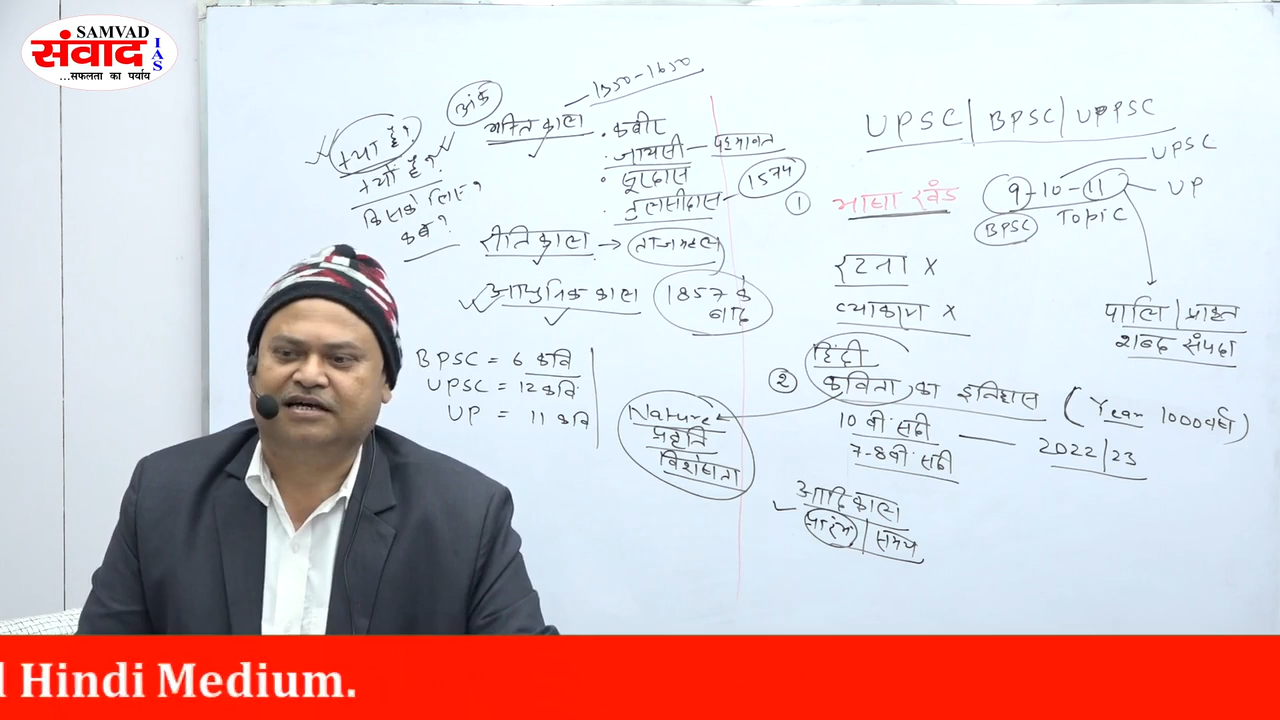 SAMVAD
संवाद
IAS
...सफलता का पर्याय
क्या है?
क्यों है?
किसके लिए?
कब?
अंक
1350-1650
भक्तिकाल
• कबीर
• जायसी — पद्मावत
• सूरदास
• तुलसीदास - 1574
रीतिकाल → ताजमहल
आधुनिककाल 1857 के बाद
BPSC = 6 कवि
UPSC = 12 कवि
UP = 11 कवि
Nature
प्रकृति
विशेषता
UPSC | BPSC | UPPSC
① भाषा खंड
9-10-11
UPSC
UP
BPSC Topic
रटना X
व्याकरण X
पालि | प्राकृत
शब्द संपदा
② हिंदी
कविता का इतिहास (Year 1000वर्ष)
10 वीं सदी — 2022/23
7-8वीं सदी
आदिकाल
प्रारंभ | समय
l Hindi Medium.